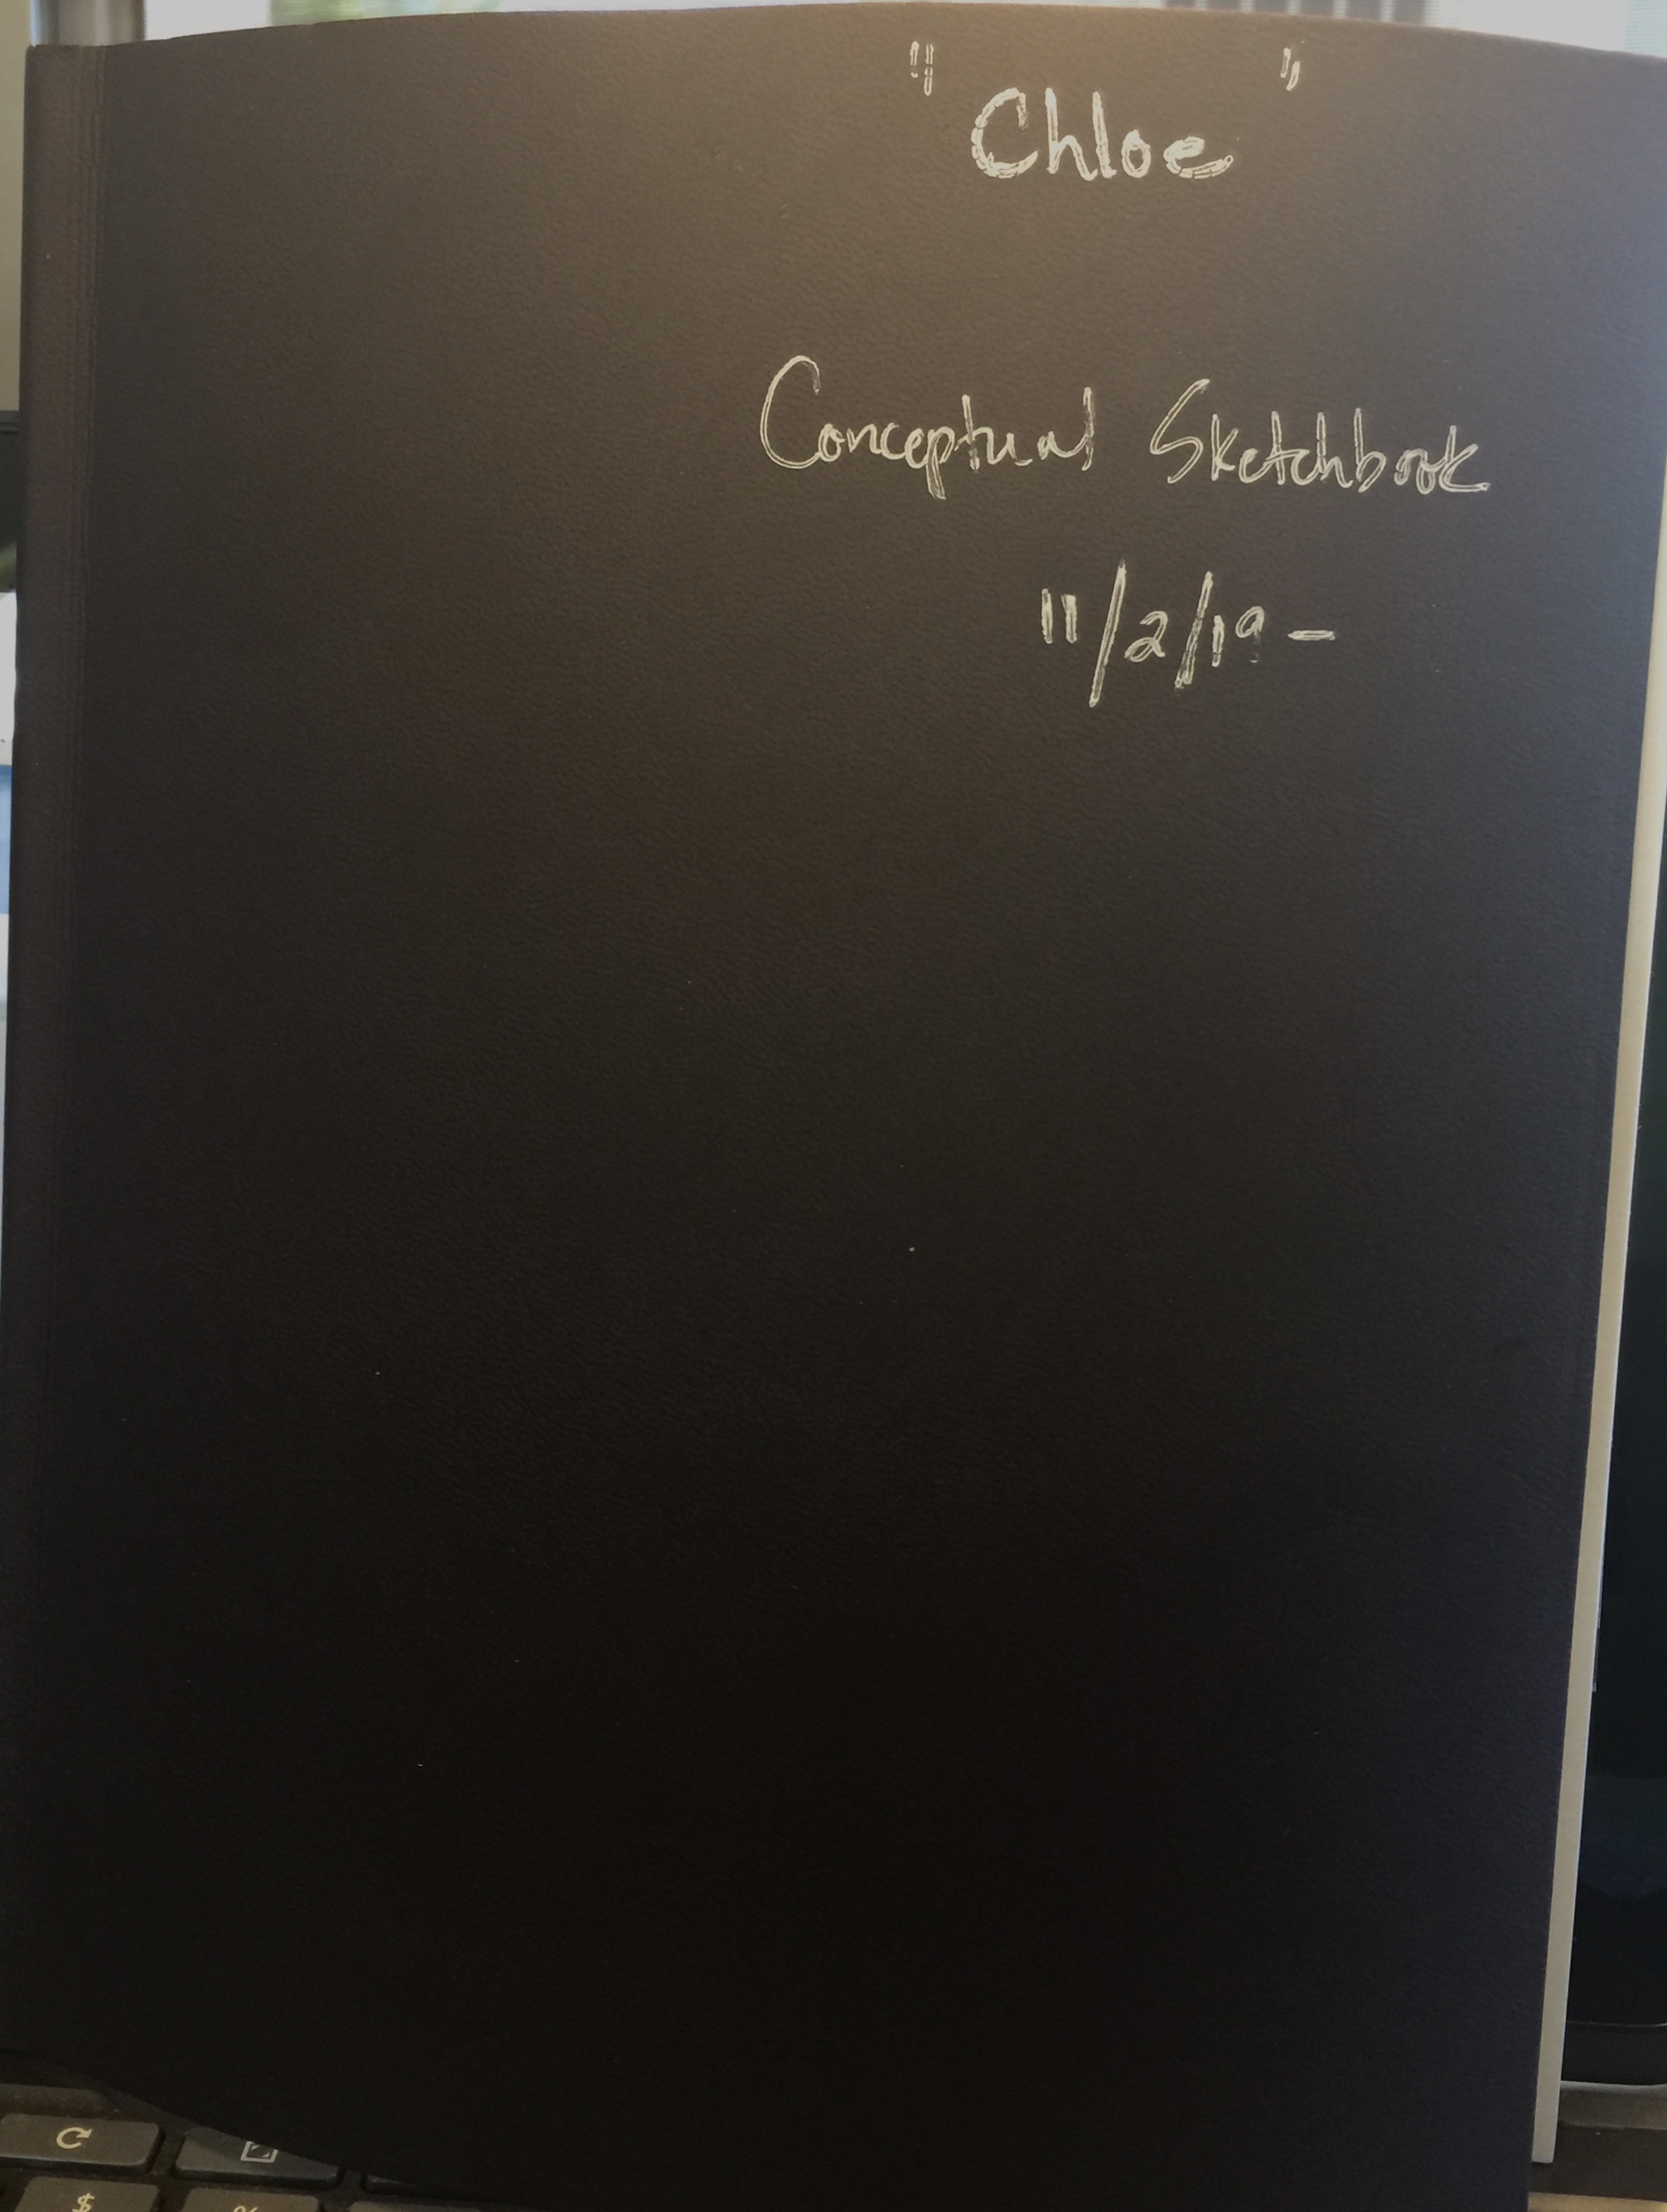 "Chloe"
Conceptual Sketchbook
11/2/19 -
$
%